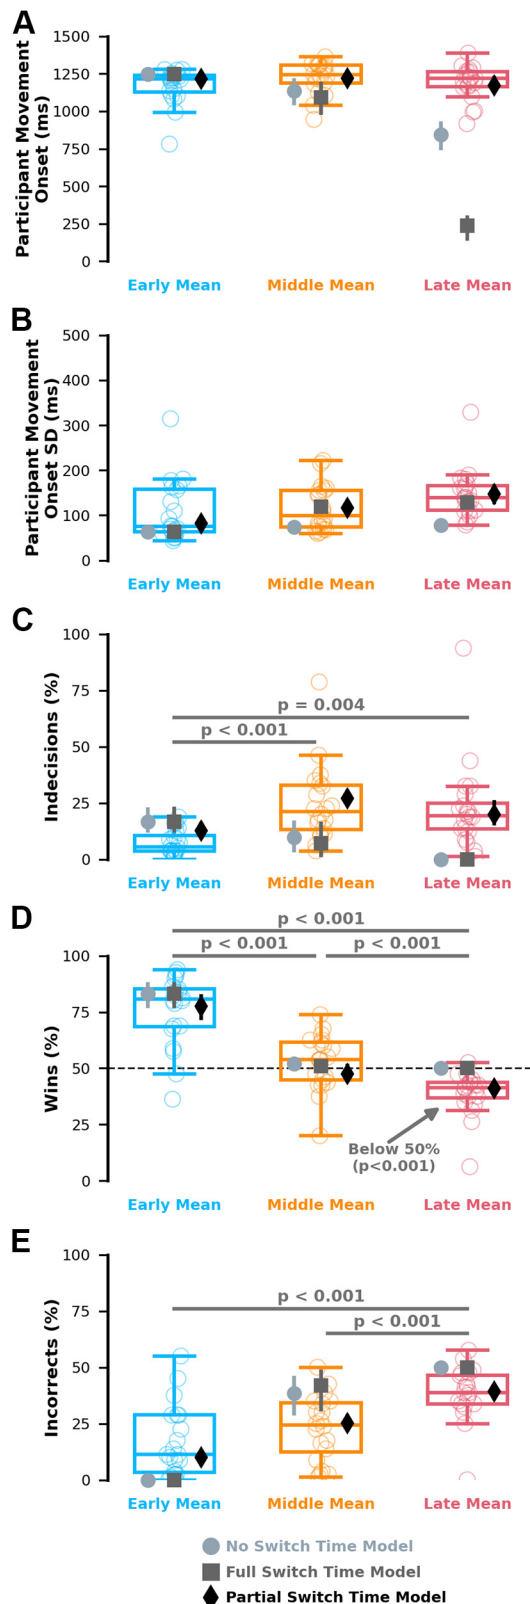 A
Participant Movement
Onset (ms)
1500
1250
1000
750
500
250
0
Early Mean
Middle Mean
Late Mean
B
Participant Movement
Onset SD (ms)
500
400
300
200
100
0
Early Mean
Middle Mean
Late Mean
C
Indecisions (%)
100
75
50
25
0
p = 0.004
p < 0.001
Early Mean
Middle Mean
Late Mean
D
Wins (%)
100
75
50
25
0
p < 0.001
p < 0.001
p < 0.001
Below 50%
(p<0.001)
Early Mean
Middle Mean
Late Mean
E
Incorrects (%)
100
75
50
25
0
p < 0.001
p < 0.001
Early Mean
Middle Mean
Late Mean
No Switch Time Model
Full Switch Time Model
Partial Switch Time Model